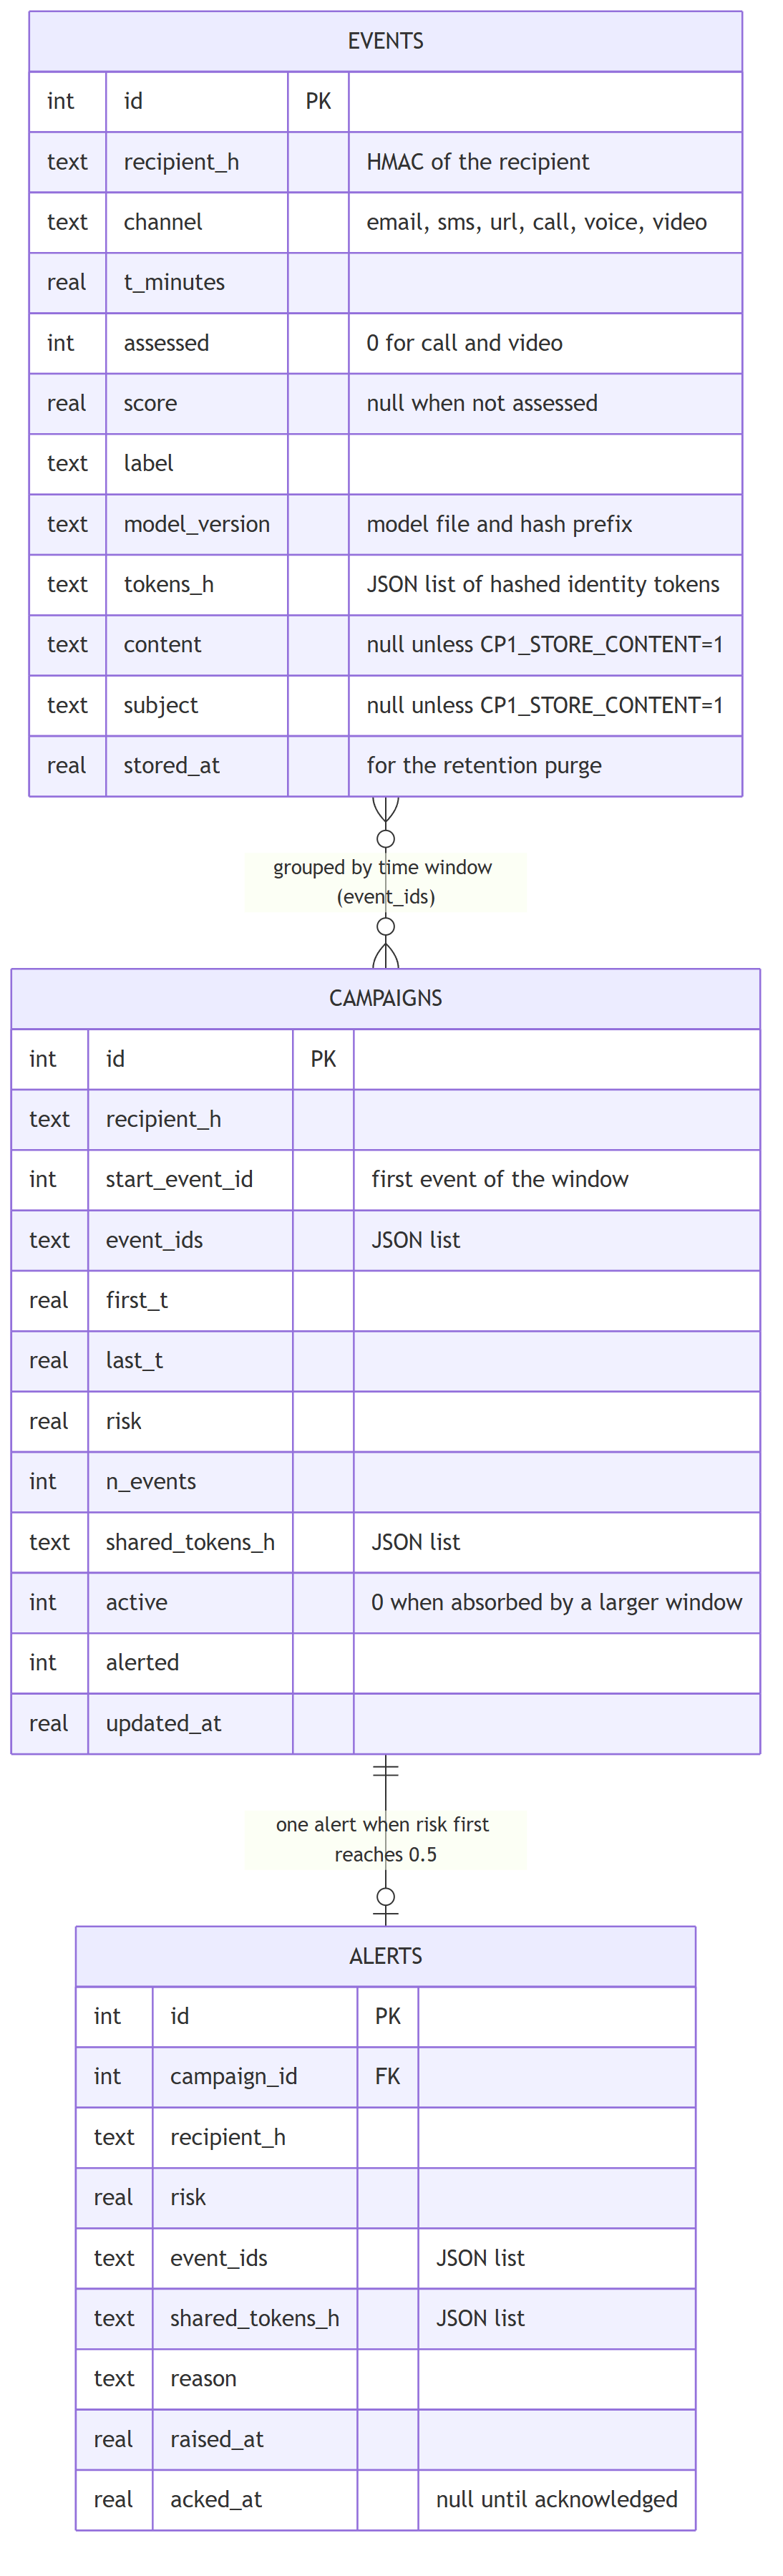 EVENTS
int id PK
text recipient_h HMAC of the recipient
text channel email, sms, url, call, voice, video
real t_minutes
int assessed 0 for call and video
real score null when not assessed
text label
text model_version model file and hash prefix
text tokens_h JSON list of hashed identity tokens
text content null unless CP1_STORE_CONTENT=1
text subject null unless CP1_STORE_CONTENT=1
real stored_at for the retention purge
grouped by time window
(event_ids)
CAMPAIGNS
int id PK
text recipient_h
int start_event_id first event of the window
text event_ids JSON list
real first_t
real last_t
real risk
int n_events
text shared_tokens_h JSON list
int active 0 when absorbed by a larger window
int alerted
real updated_at
one alert when risk first
reaches 0.5
ALERTS
int id PK
int campaign_id FK
text recipient_h
real risk
text event_ids JSON list
text shared_tokens_h JSON list
text reason
real raised_at
real acked_at null until acknowledged